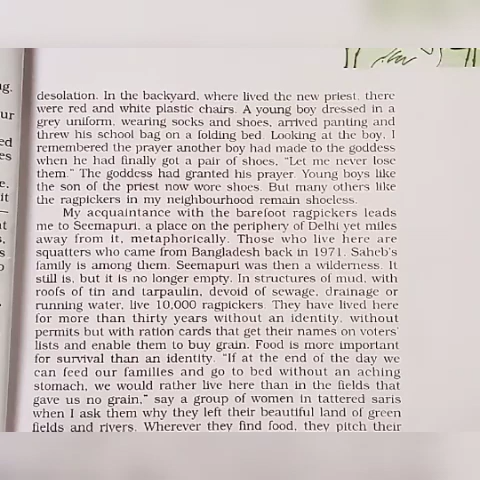 desolation. In the backyard, where lived the new priest, there
were red and white plastic chairs. A young boy dressed in a
grey uniform, wearing socks and shoes, arrived panting and
threw his school bag on a folding bed. Looking at the boy, I
remembered the prayer another boy had made to the goddess
when he had finally got a pair of shoes, “Let me never lose
them.” The goddess had granted his prayer. Young boys like
the son of the priest now wore shoes. But many others like
the ragpickers in my neighbourhood remain shoeless.
My acquaintance with the barefoot ragpickers leads
me to Seemapuri, a place on the periphery of Delhi yet miles
away from it, metaphorically. Those who live here are
squatters who came from Bangladesh back in 1971. Saheb’s
family is among them. Seemapuri was then a wilderness. It
still is, but it is no longer empty. In structures of mud, with
roofs of tin and tarpaulin, devoid of sewage, drainage or
running water, live 10,000 ragpickers. They have lived here
for more than thirty years without an identity, without
permits but with ration cards that get their names on voters’
lists and enable them to buy grain. Food is more important
for survival than an identity. “If at the end of the day we
can feed our families and go to bed without an aching
stomach, we would rather live here than in the fields that
gave us no grain,” say a group of women in tattered saris
when I ask them why they left their beautiful land of green
fields and rivers. Wherever they find food, they pitch their